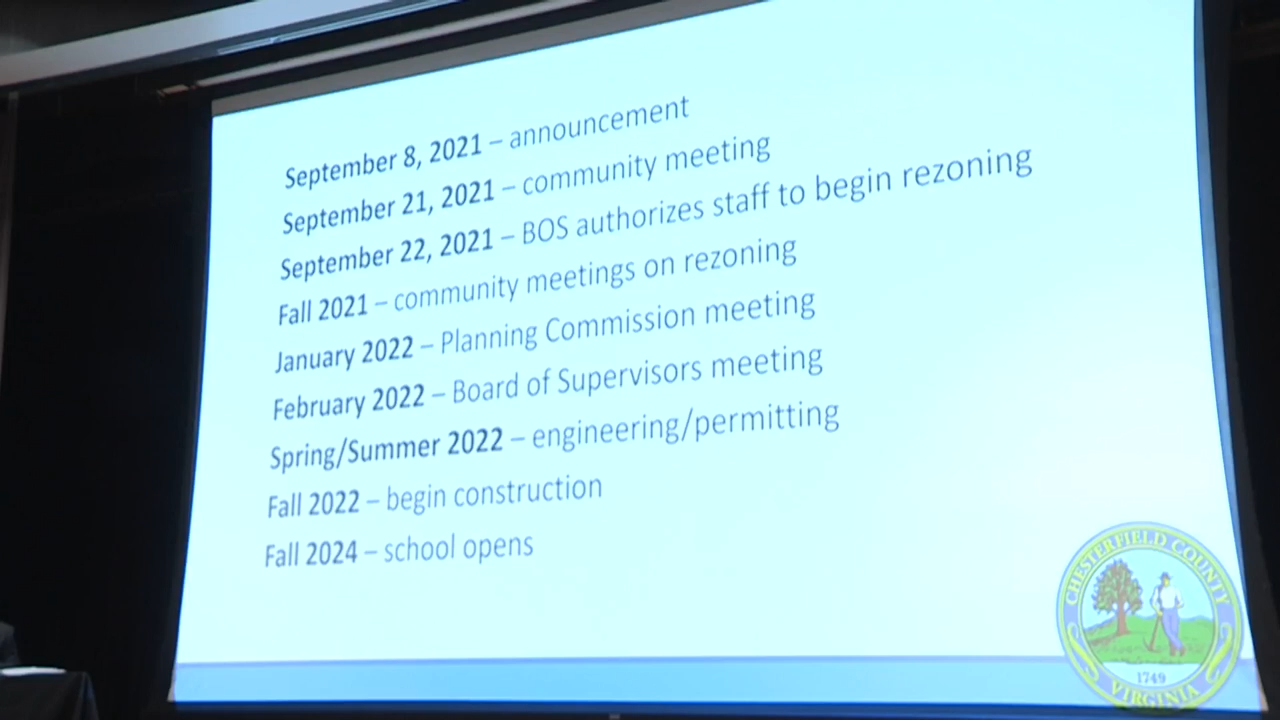 September 8, 2021 – announcement
September 21, 2021 – community meeting
September 22, 2021 – BOS authorizes staff to begin rezoning
Fall 2021 – community meetings on rezoning
January 2022 – Planning Commission meeting
February 2022 – Board of Supervisors meeting
Spring/Summer 2022 – engineering/permitting
Fall 2022 – begin construction
Fall 2024 – school opens
CHESTERFIELD COUNTY
1749
VIRGINIA